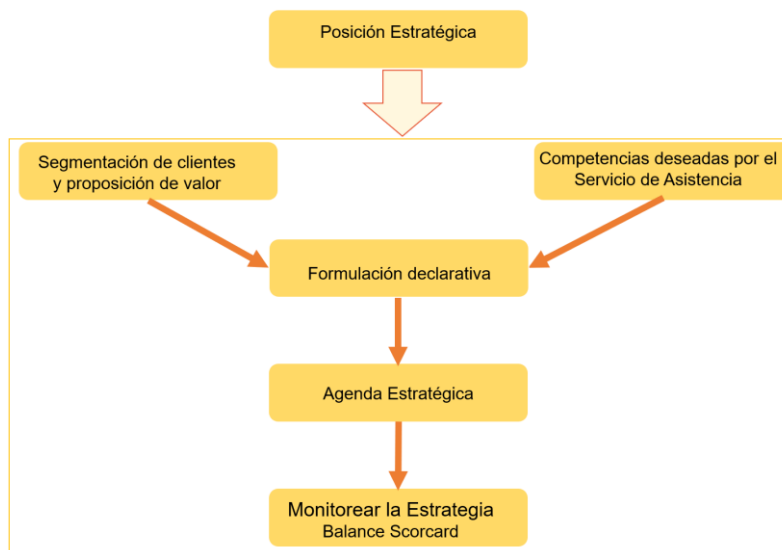 Posición Estratégica
Segmentación de clientes
y proposición de valor
Competencias deseadas por el
Servicio de Asistencia
Formulación declarativa
Agenda Estratégica
Monitorear la Estrategia
Balance Scorcard